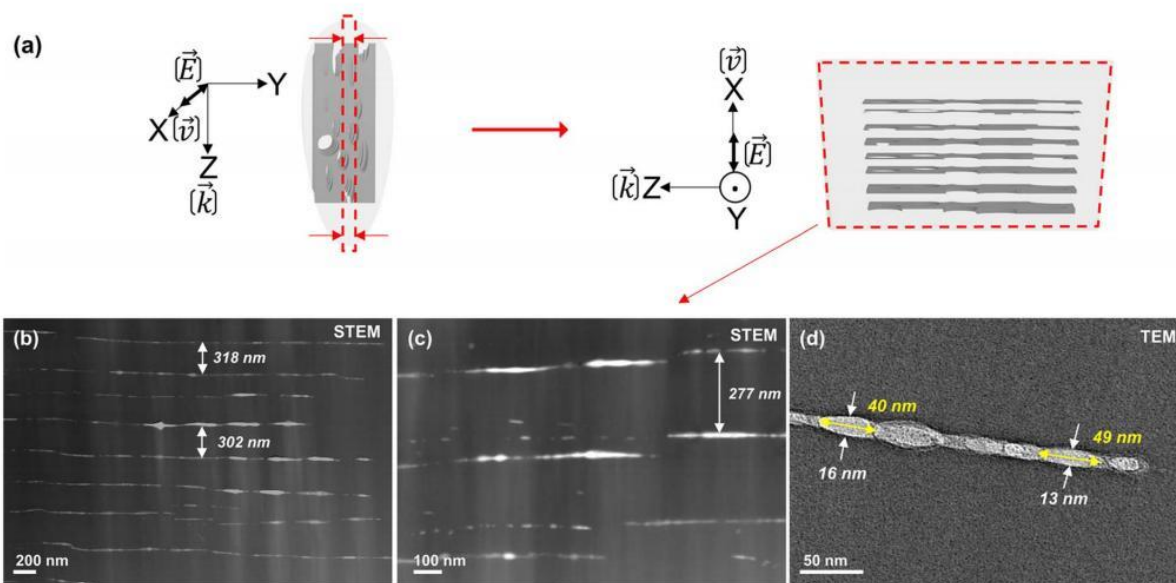 (a)
[E⃗]
Y
X
[v⃗]
Z
[k⃗]
[v⃗]
X
[E⃗]
[k⃗]Z
Y
(b)
STEM
318 nm
302 nm
200 nm
(c)
STEM
277 nm
100 nm
(d)
TEM
40 nm
49 nm
16 nm
13 nm
50 nm